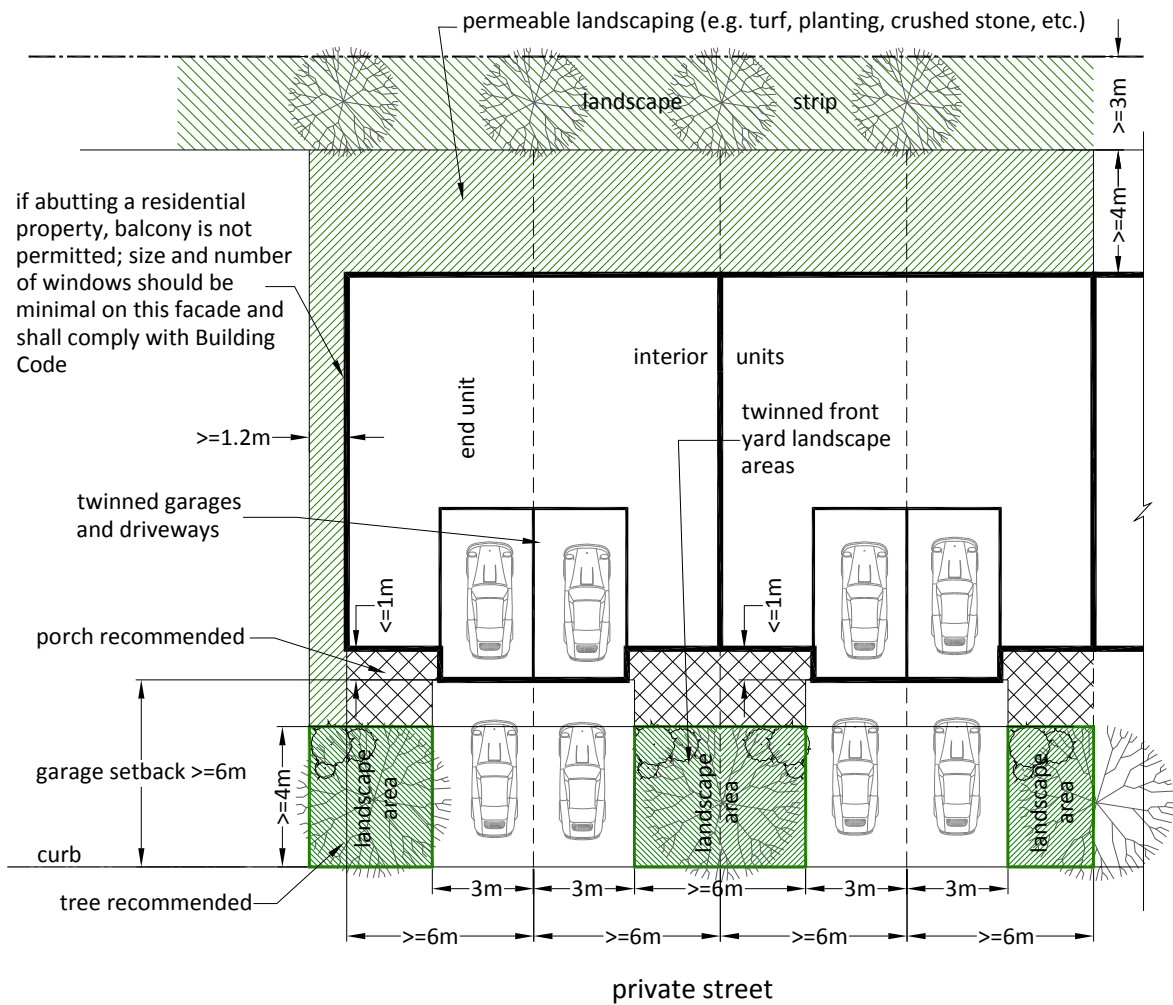 permeable landscaping (e.g. turf, planting, crushed stone, etc.)
landscape strip
>=3m
if abutting a residential
property, balcony is not
permitted; size and number
of windows should be
minimal on this facade and
shall comply with Building
Code
>=4m
interior units
end unit
twinned front
yard landscape
areas
>=1.2m
twinned garages
and driveways
<=1m
<=1m
porch recommended
garage setback >=6m
>=4m
landscape
area
landscape
area
landscape
area
curb
tree recommended
3m
3m
>=6m
3m
3m
>=6m
>=6m
>=6m
>=6m
private street